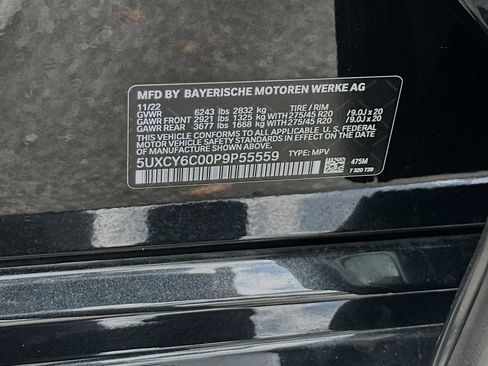 MFD BY BAYERISCHE MOTOREN WERKE AG
11/22 TIRE / RIM
GVWR 6243 lbs 2832 kg
GAWR FRONT 2921 lbs 1325 kg WITH 275/45 R20 / 9.0J x 20
GAWR REAR 3677 lbs 1668 kg WITH 275/45 R20 / 9.0J x 20
THIS VEHICLE CONFORMS TO ALL APPLICABLE U.S. FEDERAL
MOTOR VEHICLE SAFETY STANDARDS IN EFFECT
ON THE DATE OF MANUFACTURE SHOWN ABOVE.
5UXCY6C00P9P55559 TYPE: MPV
475M
7 320 720